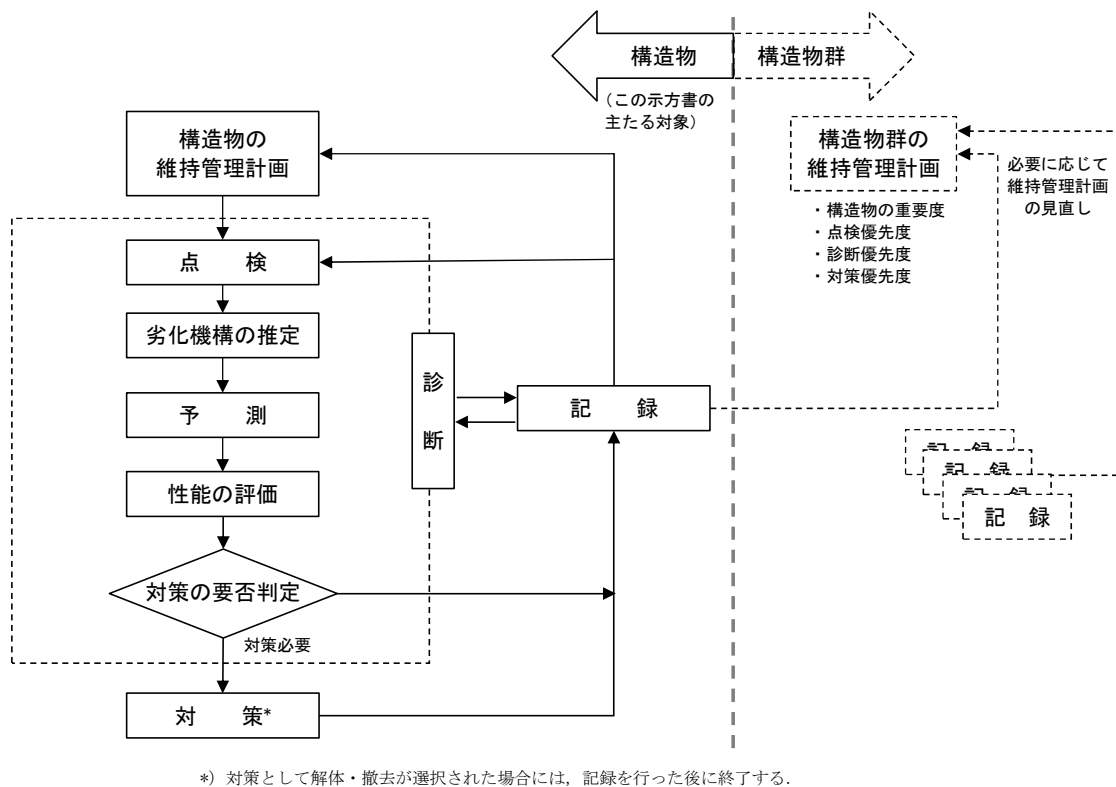 構造物
構造物群
（この示方書の
主たる対象）
構造物の
維持管理計画
構造物群の
維持管理計画
必要に応じて
維持管理計画
の見直し
・構造物の重要度
・点検優先度
・診断優先度
・対策優先度
点　検
劣化機構の推定
予　測
性能の評価
対策の要否判定
対策必要
対　策*
診
断
記　録
記　録
記　録
記　録
記　録
*）対策として解体・撤去が選択された場合には，記録を行った後に終了する.